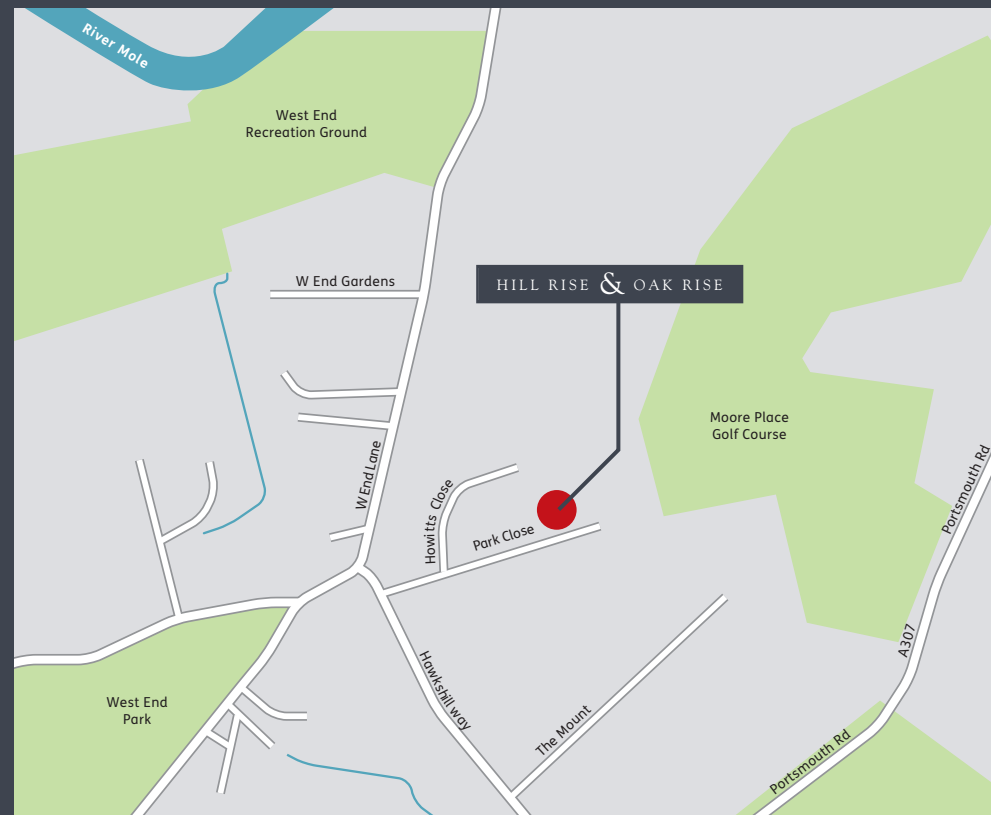 River Mole
West End
Recreation Ground
W End Gardens
HILL RISE & OAK RISE
Moore Place
Golf Course
W End Lane
Howitts Close
Park Close
Portsmouth Rd
A307
Hawkshill way
West End
Park
The Mount
Portsmouth Rd